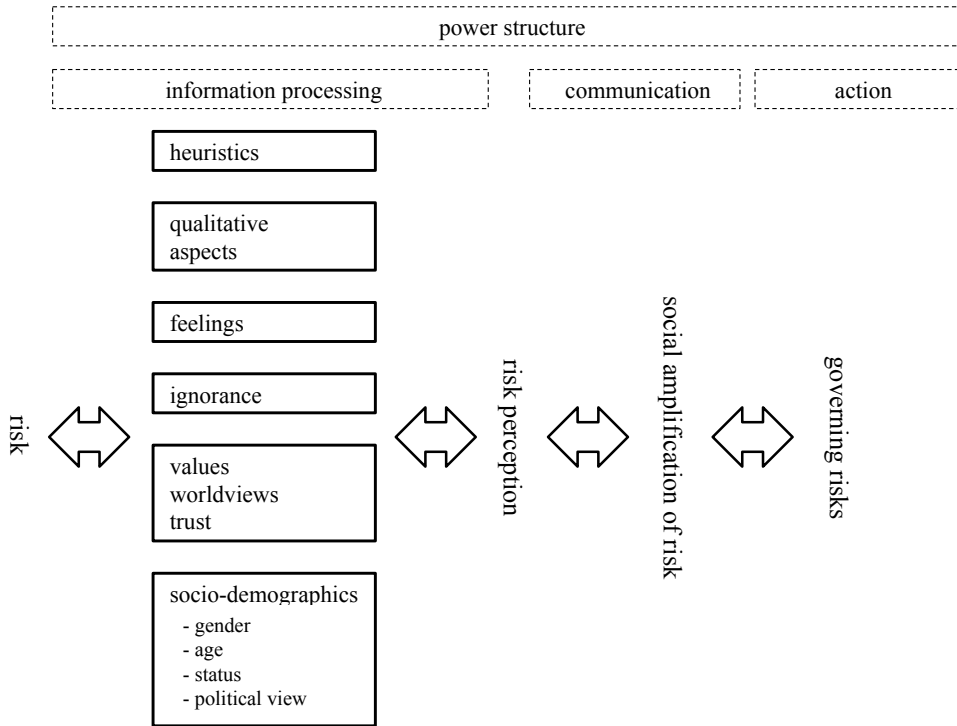 power structure
information processing
communication
action
heuristics
qualitative
aspects
feelings
ignorance
values
worldviews
trust
socio-demographics
- gender
- age
- status
- political view
risk
risk perception
social amplification of risk
governing risks